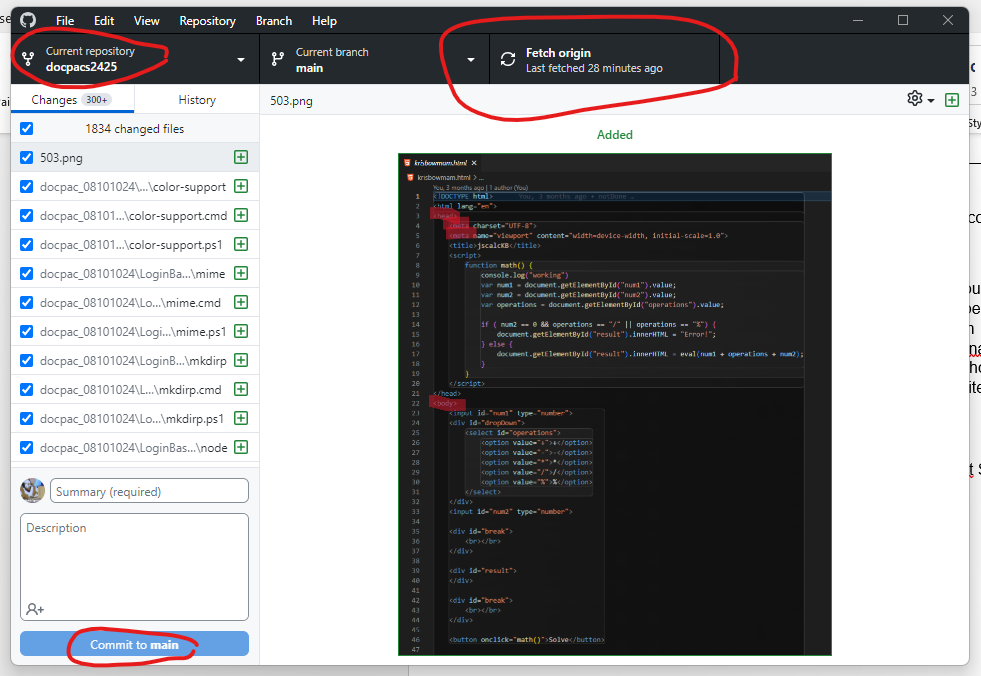 File Edit View Repository Branch Help
Current repository
docpacs2425
Current branch
main
Fetch origin
Last fetched 28 minutes ago
Changes 300+
History
1834 changed files
503.png
docpac_08101024\...\color-support
docpac_08101...\color-support.cmd
docpac_08101...\color-support.ps1
docpac_08101024\LoginBa...\mime
docpac_08101024\Lo...\mime.cmd
docpac_08101024\Logi...\mime.ps1
docpac_08101024\LoginB...\mkdirp
docpac_08101024\L...\mkdirp.cmd
docpac_08101024\Lo...\mkdirp.ps1
docpac_08101024\LoginBas...\node
Summary (required)
Description
Commit to main
503.png
Added
krisbowmam.html ×
krisbowmam.html > ...
You, 3 months ago | 1 author (You)
1 <!DOCTYPE html> You, 3 months ago • notDone …
2 <html lang="en">
3 <head>
4 <meta charset="UTF-8">
5 <meta name="viewport" content="width=device-width, initial-scale=1.0">
6 <title>jscalcKB</title>
7 <script>
8 function math() {
9 console.log("working")
10 var num1 = document.getElementById("num1").value;
11 var num2 = document.getElementById("num2").value;
12 var operations = document.getElementById("operations").value;
13
14 if ( num2 == 0 && operations == "/" || operations == "%") {
15 document.getElementById("result").innerHTML = "Error!";
16 } else {
17 document.getElementById("result").innerHTML = eval(num1 + operations + num2);
18 }
19 }
20 </script>
21 </head>
22 <body>
23 <input id="num1" type="number">
24 <div id="dropDown">
25 <select id="operations">
26 <option value="+">+</option>
27 <option value="-">-</option>
28 <option value="*">*</option>
29 <option value="/">/</option>
30 <option value="%">%</option>
31 </select>
32 </div>
33 <input id="num2" type="number">
34
35 <div id="break">
36 <br></br>
37 </div>
38
39 <div id="result">
40 </div>
41
42 <div id="break">
43 <br></br>
44 </div>
45
46 <button onclick="math()">Solve</button>
47